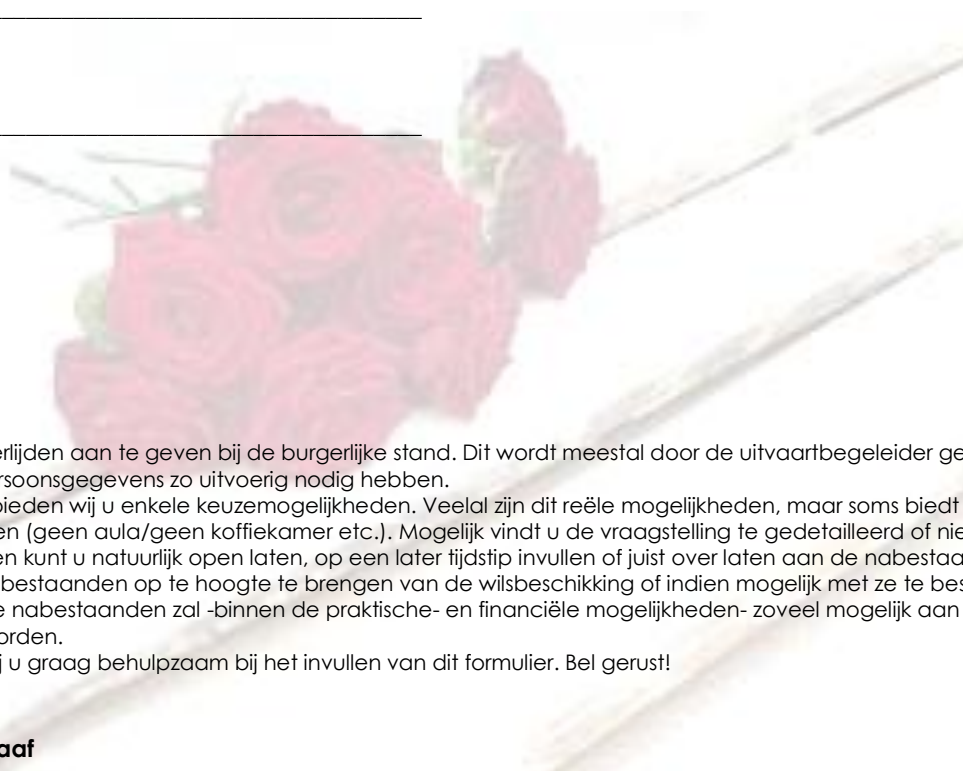 erlijden aan te geven bij de burgerlijke stand. Dit wordt meestal door de uitvaartbegeleider ge
rsoonsgegevens zo uitvoerig nodig hebben.
bieden wij u enkele keuzemogelijkheden. Veelal zijn dit reële mogelijkheden, maar soms biedt
en (geen aula/geen koffiekamer etc.). Mogelijk vindt u de vraagstelling te gedetailleerd of nie
en kunt u natuurlijk open laten, op een later tijdstip invullen of juist over laten aan de nabestaa
bestaanden op te hoogte te brengen van de wilsbeschikking of indien mogelijk met ze te bes
e nabestaanden zal -binnen de praktische- en financiële mogelijkheden- zoveel mogelijk aan
orden.
ij u graag behulpzaam bij het invullen van dit formulier. Bel gerust!
aaf